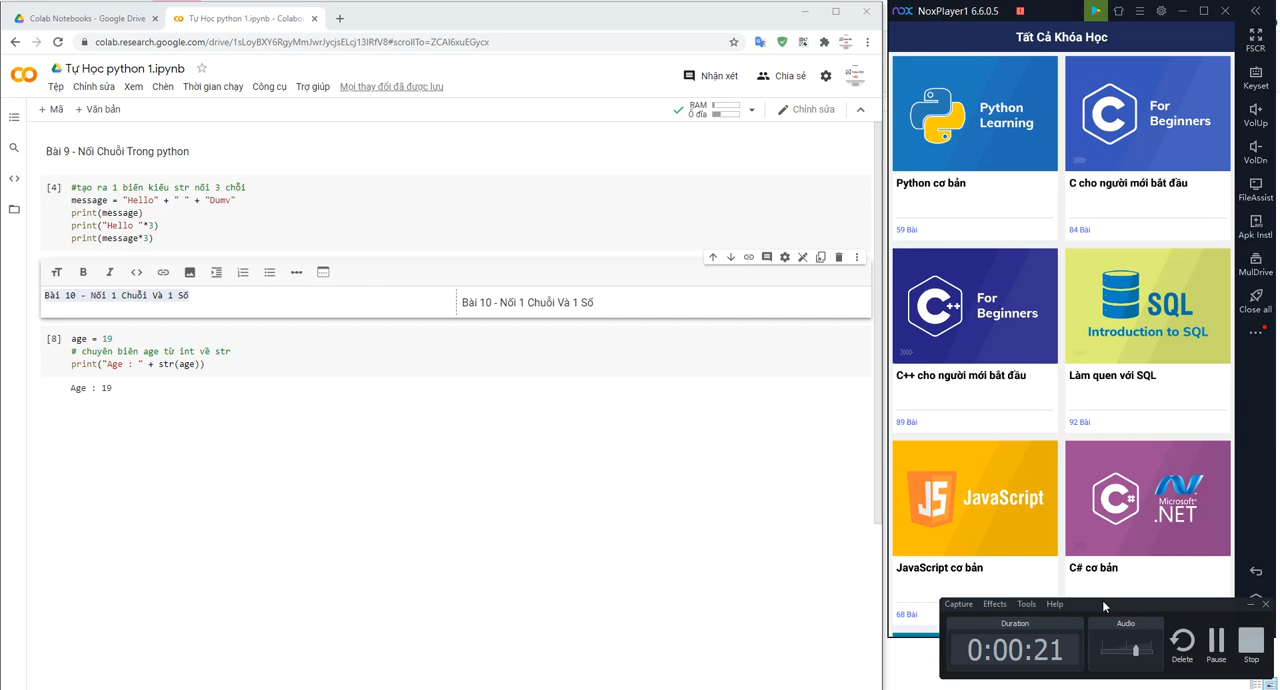 Colab Notebooks - Google Drive
Tự Học python 1.ipynb - Colabor
colab.research.google.com/drive/1sLoyBXY6RgyMmJwrJycjsELcj13IRfV8#scrollTo=ZCAl6xuEGycx
Tự Học python 1.ipynb
Tệp Chỉnh sửa Xem Thời gian chạy Công cụ Trợ giúp Mọi thay đổi đã được lưu
Nhận xét Chia sẻ
+ Mã + Văn bản
RAM
Ổ đĩa
Chỉnh sửa
Bài 9 - Nối Chuỗi Trong python
[4] #tạo ra 1 biến kiểu str nối 3 chỗi
message = "Hello" + " " + "Dumv"
print(message)
print("Hello "*3)
print(message*3)
Bài 10 - Nối 1 Chuỗi Và 1 Số
Bài 10 - Nối 1 Chuỗi Và 1 Số
[8] age = 19
# chuyên biên age từ int về str
print("Age : " + str(age))
Age : 19
nox NoxPlayer1 6.6.0.5
Tất Cả Khóa Học
Python
Learning
Python cơ bản
59 Bài
C
For
Beginners
C cho người mới bắt đầu
84 Bài
C++
For
Beginners
C++ cho người mới bắt đầu
89 Bài
SQL
Introduction to SQL
Làm quen với SQL
92 Bài
JS JavaScript
JavaScript cơ bản
68 Bài
C#
Microsoft
.NET
C# cơ bản
FSCR
Keyset
VolUp
VolDn
FileAssist
Apk Instl
MulDrive
Close all
Capture Effects Tools Help
Duration
0:00:21
Audio
Delete
Pause
Stop